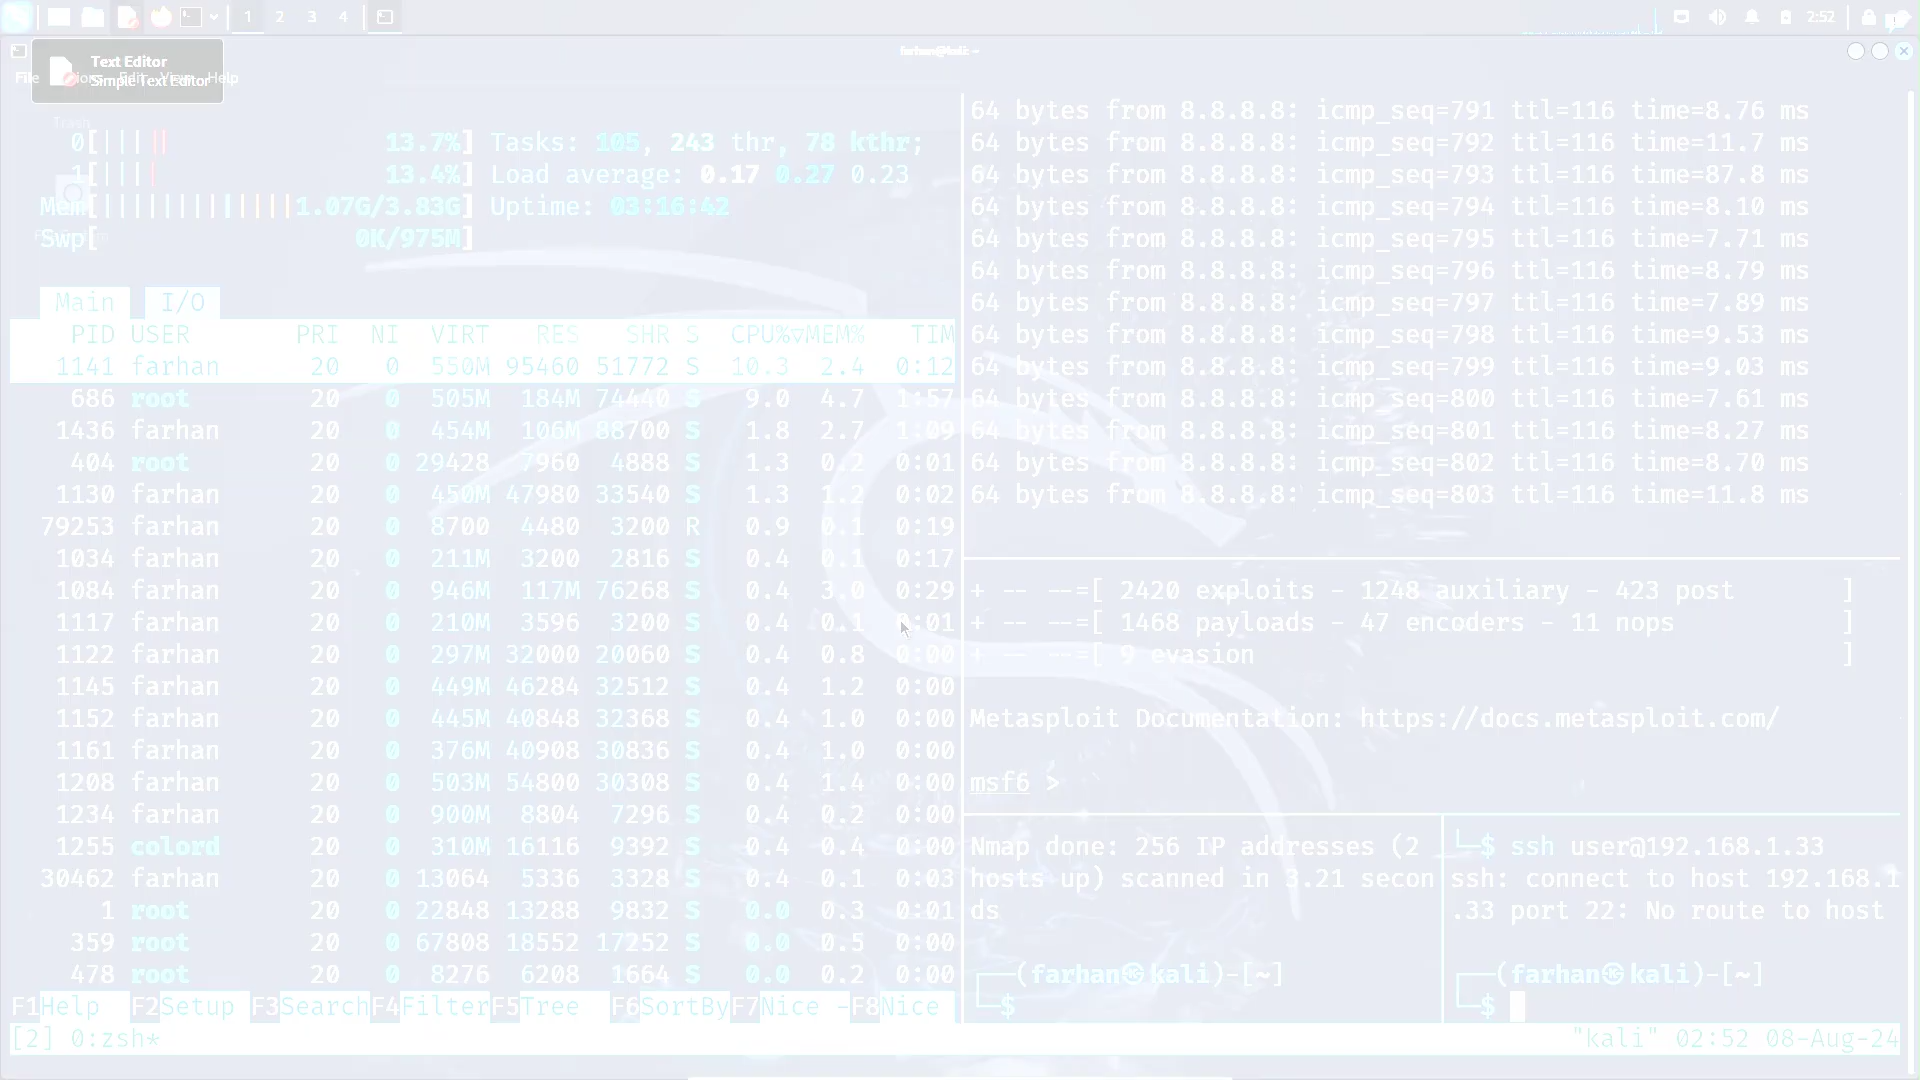 1 2 3 4
2:52
farhan@kali: ~
Text Editor
Simple Text Editor
File Edit View Help
Trash
0[||| || 13.7%] Tasks: 105, 243 thr, 78 kthr;
1[||| | 13.4%] Load average: 0.17 0.27 0.23
Mem[|||||||||||||1.07G/3.83G] Uptime: 03:16:42
Swp[ 0K/975M]
Main I/O
PID USER PRI NI VIRT RES SHR S CPU%▽MEM% TIM
1141 farhan 20 0 550M 95460 51772 S 10.3 2.4 0:12
686 root 20 0 505M 184M 74440 S 9.0 4.7 1:57
1436 farhan 20 0 454M 106M 88700 S 1.8 2.7 1:09
404 root 20 0 29428 7960 4888 S 1.3 0.2 0:01
1130 farhan 20 0 450M 47980 33540 S 1.3 1.2 0:02
79253 farhan 20 0 8700 4480 3200 R 0.9 0.1 0:19
1034 farhan 20 0 211M 3200 2816 S 0.4 0.1 0:17
1084 farhan 20 0 946M 117M 76268 S 0.4 3.0 0:29
1117 farhan 20 0 210M 3596 3200 S 0.4 0.1 0:01
1122 farhan 20 0 297M 32000 20060 S 0.4 0.8 0:00
1145 farhan 20 0 449M 46284 32512 S 0.4 1.2 0:00
1152 farhan 20 0 445M 40848 32368 S 0.4 1.0 0:00
1161 farhan 20 0 376M 40908 30836 S 0.4 1.0 0:00
1208 farhan 20 0 503M 54800 30308 S 0.4 1.4 0:00
1234 farhan 20 0 900M 8804 7296 S 0.4 0.2 0:00
1255 colord 20 0 310M 16116 9392 S 0.4 0.4 0:00
30462 farhan 20 0 13064 5336 3328 S 0.4 0.1 0:03
1 root 20 0 22848 13288 9832 S 0.0 0.3 0:01
359 root 20 0 67808 18552 17252 S 0.0 0.5 0:00
478 root 20 0 8276 6208 1664 S 0.0 0.2 0:00
F1Help F2Setup F3SearchF4FilterF5Tree F6SortByF7Nice -F8Nice
64 bytes from 8.8.8.8: icmp_seq=791 ttl=116 time=8.76 ms
64 bytes from 8.8.8.8: icmp_seq=792 ttl=116 time=11.7 ms
64 bytes from 8.8.8.8: icmp_seq=793 ttl=116 time=87.8 ms
64 bytes from 8.8.8.8: icmp_seq=794 ttl=116 time=8.10 ms
64 bytes from 8.8.8.8: icmp_seq=795 ttl=116 time=7.71 ms
64 bytes from 8.8.8.8: icmp_seq=796 ttl=116 time=8.79 ms
64 bytes from 8.8.8.8: icmp_seq=797 ttl=116 time=7.89 ms
64 bytes from 8.8.8.8: icmp_seq=798 ttl=116 time=9.53 ms
64 bytes from 8.8.8.8: icmp_seq=799 ttl=116 time=9.03 ms
64 bytes from 8.8.8.8: icmp_seq=800 ttl=116 time=7.61 ms
64 bytes from 8.8.8.8: icmp_seq=801 ttl=116 time=8.27 ms
64 bytes from 8.8.8.8: icmp_seq=802 ttl=116 time=8.70 ms
64 bytes from 8.8.8.8: icmp_seq=803 ttl=116 time=11.8 ms
+ -- --=[ 2420 exploits - 1248 auxiliary - 423 post ]
+ -- --=[ 1468 payloads - 47 encoders - 11 nops ]
+ -- --=[ 9 evasion ]
Metasploit Documentation: https://docs.metasploit.com/
msf6 >
Nmap done: 256 IP addresses (2
hosts up) scanned in 3.21 secon
ds
┌──(farhan㉿kali)-[~]
└─$
└─$ ssh user@192.168.1.33
ssh: connect to host 192.168.1
.33 port 22: No route to host
┌──(farhan㉿kali)-[~]
└─$
[2] 0:zsh* "kali" 02:52 08-Aug-24